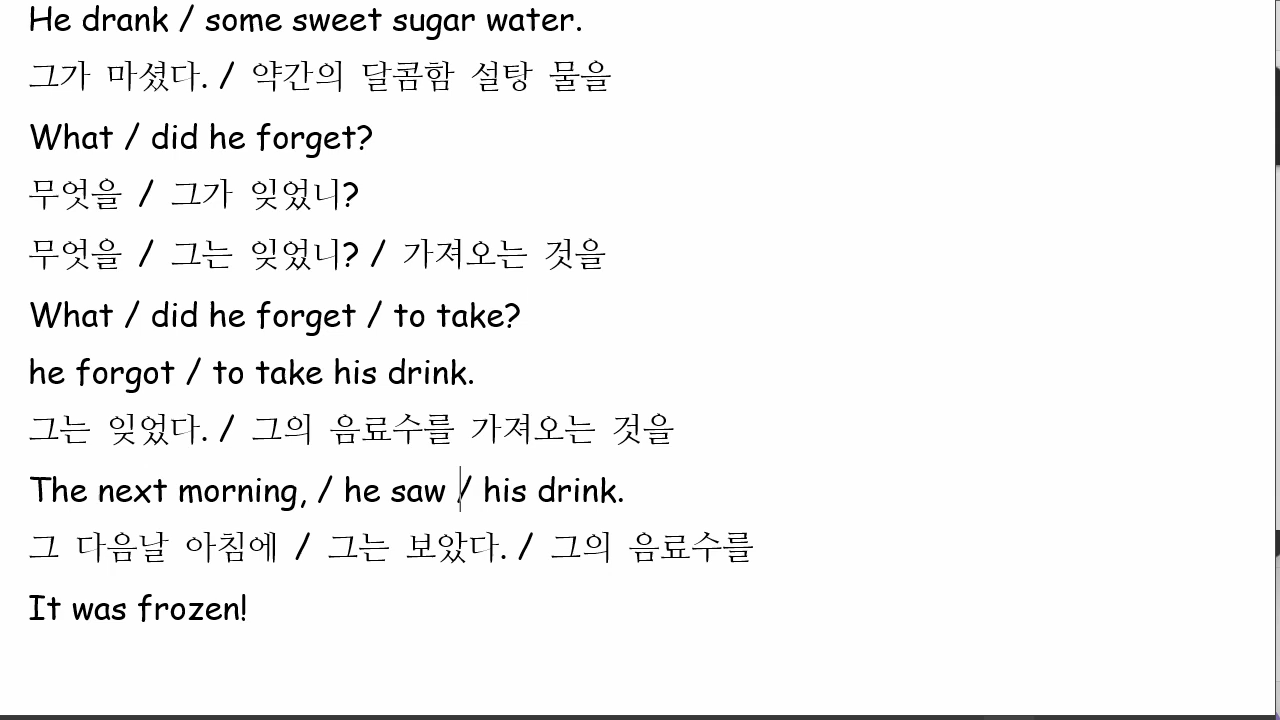 He drank / some sweet sugar water.
그가 마셨다. / 약간의 달콤함 설탕 물을
What / did he forget?
무엇을 / 그가 잊었니?
무엇을 / 그는 잊었니? / 가져오는 것을
What / did he forget / to take?
he forgot / to take his drink.
그는 잊었다. / 그의 음료수를 가져오는 것을
The next morning, / he saw / his drink.
그 다음날 아침에 / 그는 보았다. / 그의 음료수를
It was frozen!